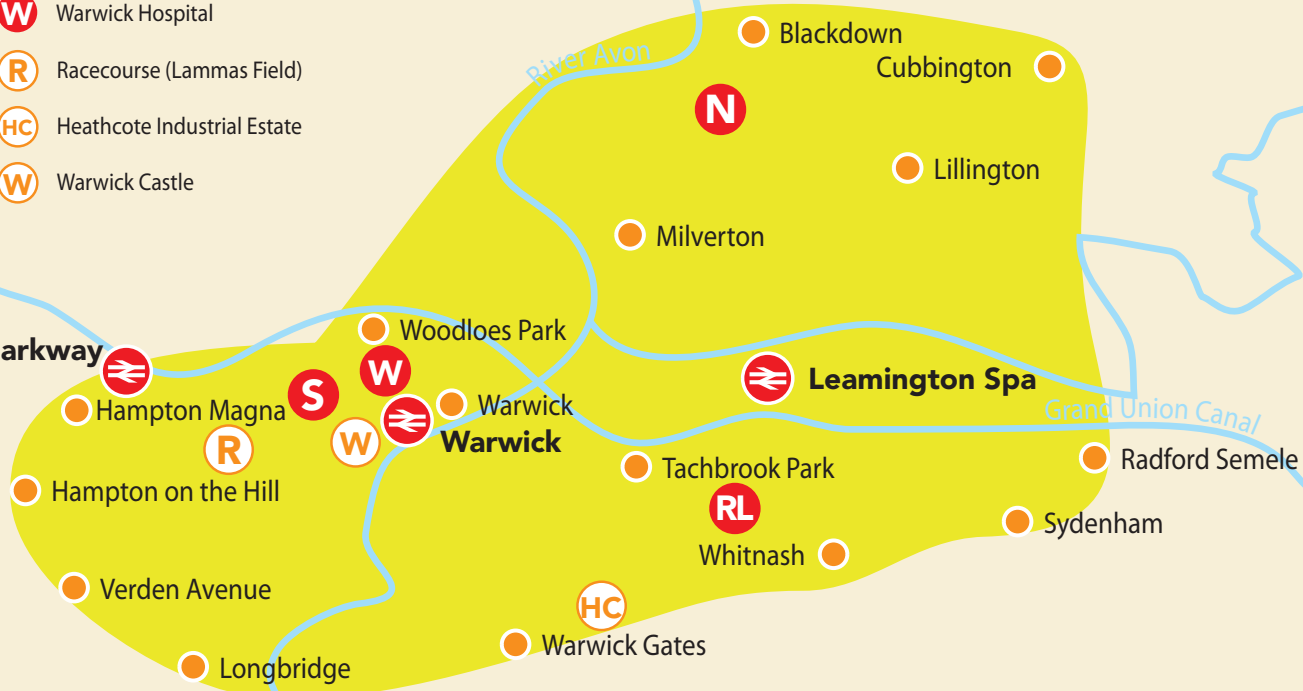 W Warwick Hospital
R Racecourse (Lammas Field)
HC Heathcote Industrial Estate
W Warwick Castle
River Avon
Blackdown
Cubbington
N
Lillington
Milverton
Woodloes Park
arkway
W
S
Hampton Magna
Warwick
Leamington Spa
Grand Union Canal
R
W
Warwick
Radford Semele
Tachbrook Park
Hampton on the Hill
RL
Sydenham
Whitnash
Verden Avenue
HC
Warwick Gates
Longbridge